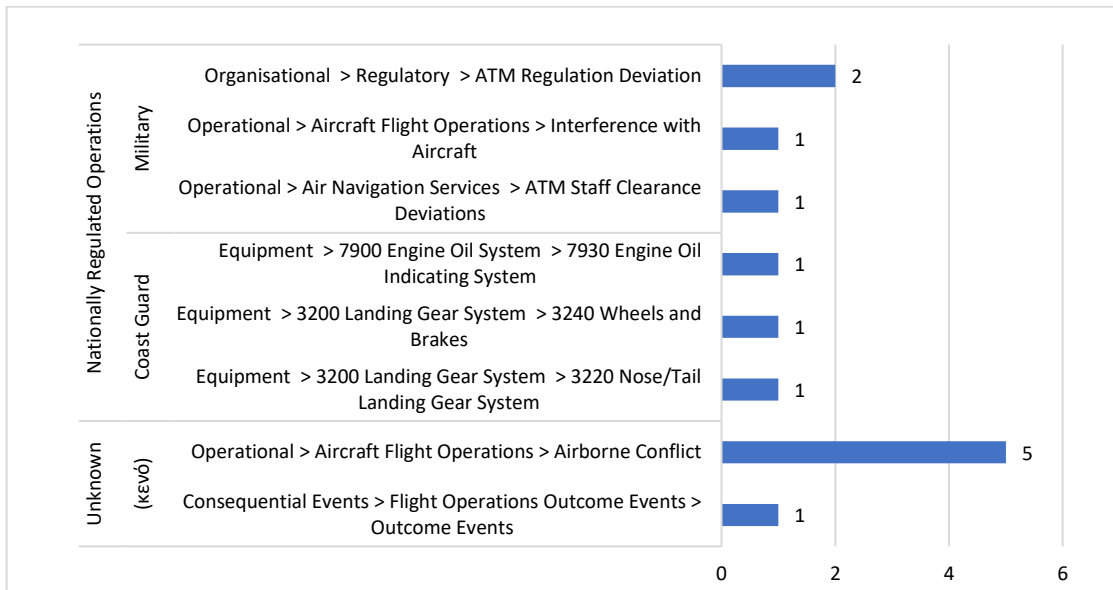 Nationally Regulated Operations
Military
Organisational > Regulatory > ATM Regulation Deviation
2
Operational > Aircraft Flight Operations > Interference with
Aircraft
1
Operational > Air Navigation Services > ATM Staff Clearance
Deviations
1
Coast Guard
Equipment > 7900 Engine Oil System > 7930 Engine Oil
Indicating System
1
Equipment > 3200 Landing Gear System > 3240 Wheels and
Brakes
1
Equipment > 3200 Landing Gear System > 3220 Nose/Tail
Landing Gear System
1
Unknown
(κενό)
Operational > Aircraft Flight Operations > Airborne Conflict
5
Consequential Events > Flight Operations Outcome Events >
Outcome Events
1
0 2 4 6